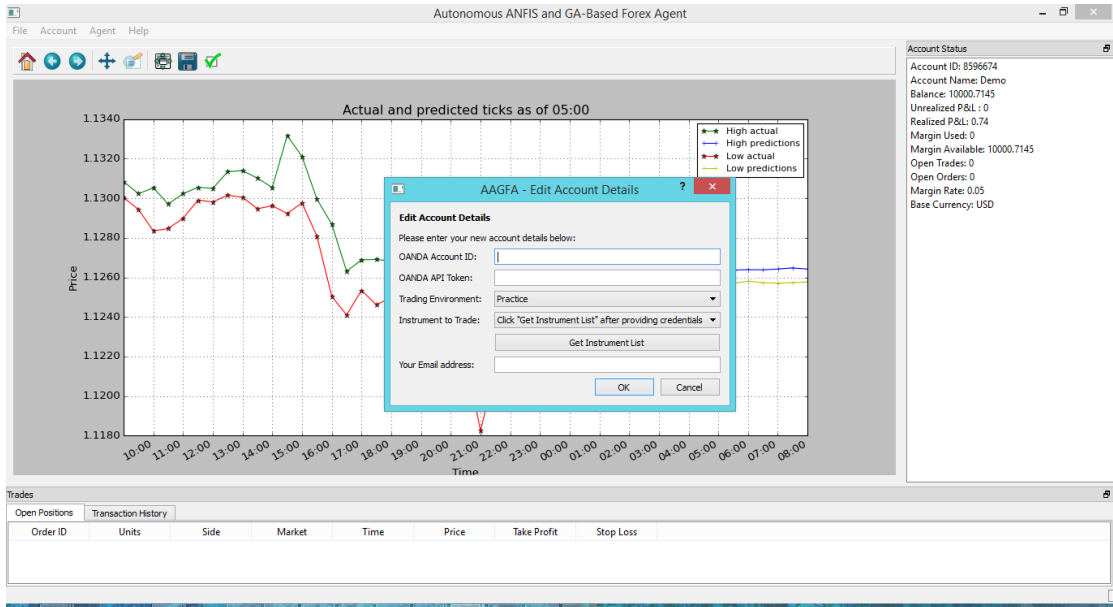 Autonomous ANFIS and GA-Based Forex Agent
File Account Agent Help
Actual and predicted ticks as of 05:00
1.1340
1.1320
1.1300
1.1280
1.1260
1.1240
1.1220
1.1200
1.1180
Price
10:00 11:00 12:00 13:00 14:00 15:00 16:00 17:00 18:00 19:00 20:00 21:00 22:00 23:00 00:00 01:00 02:00 03:00 04:00 05:00 06:00 07:00 08:00
Time
High actual
High predictions
Low actual
Low predictions
AAGFA - Edit Account Details ?
Edit Account Details
Please enter your new account details below:
OANDA Account ID:
OANDA API Token:
Trading Environment: Practice
Instrument to Trade: Click "Get Instrument List" after providing credentials
Get Instrument List
Your Email address:
OK Cancel
Account Status
Account ID: 8596674
Account Name: Demo
Balance: 10000.7145
Unrealized P&L : 0
Realized P&L: 0.74
Margin Used: 0
Margin Available: 10000.7145
Open Trades: 0
Open Orders: 0
Margin Rate: 0.05
Base Currency: USD
Trades
Open Positions Transaction History
Order ID Units Side Market Time Price Take Profit Stop Loss